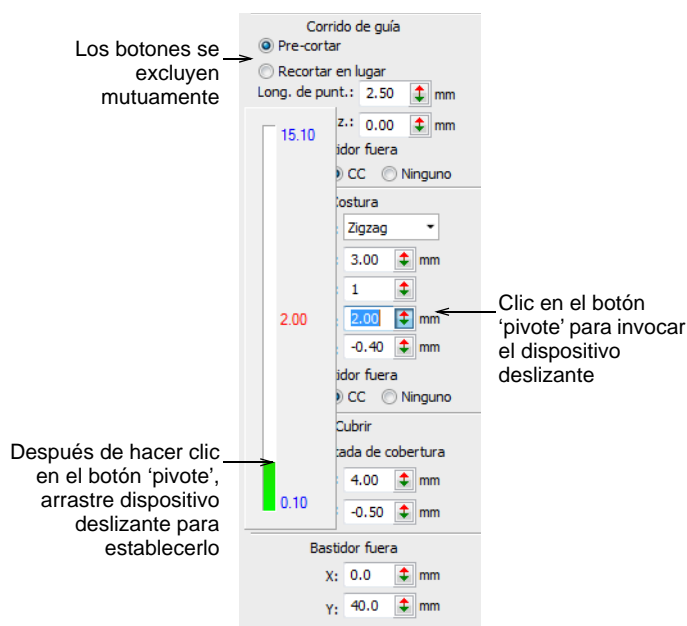 Corrido de guía
Los botones se
excluyen
mutuamente
Pre-cortar
Recortar en lugar
Long. de punt.: 2.50 mm
z.: 0.00 mm
15.10
tidor fuera
CC Ninguno
Costura
Zigzag
3.00 mm
1
2.00
2.00 mm
-0.40 mm
Clic en el botón
‘pivote’ para invocar
el dispositivo
deslizante
tidor fuera
CC Ninguno
Cubrir
tada de cobertura
Después de hacer clic
en el botón ‘pivote’,
arrastre dispositivo
deslizante para
establecerlo
4.00 mm
0.10
-0.50 mm
Bastidor fuera
X: 0.0 mm
Y: 40.0 mm